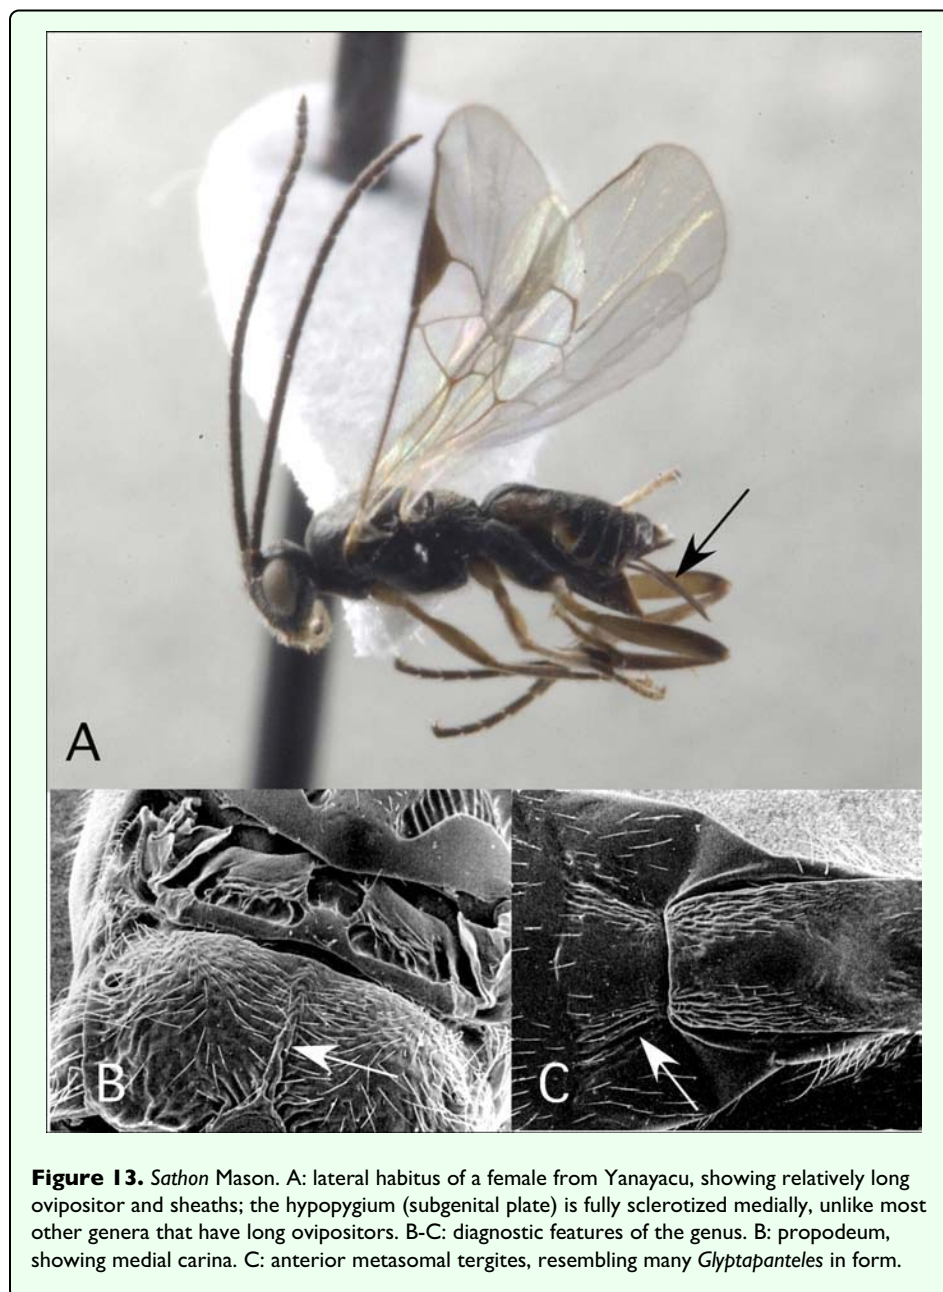 A
B
C
Figure 13. Sathon Mason. A: lateral habitus of a female from Yanayacu, showing relatively long
ovipositor and sheaths; the hypopygium (subgenital plate) is fully sclerotized medially, unlike most
other genera that have long ovipositors. B-C: diagnostic features of the genus. B: propodeum,
showing medial carina. C: anterior metasomal tergites, resembling many Glyptapanteles in form.